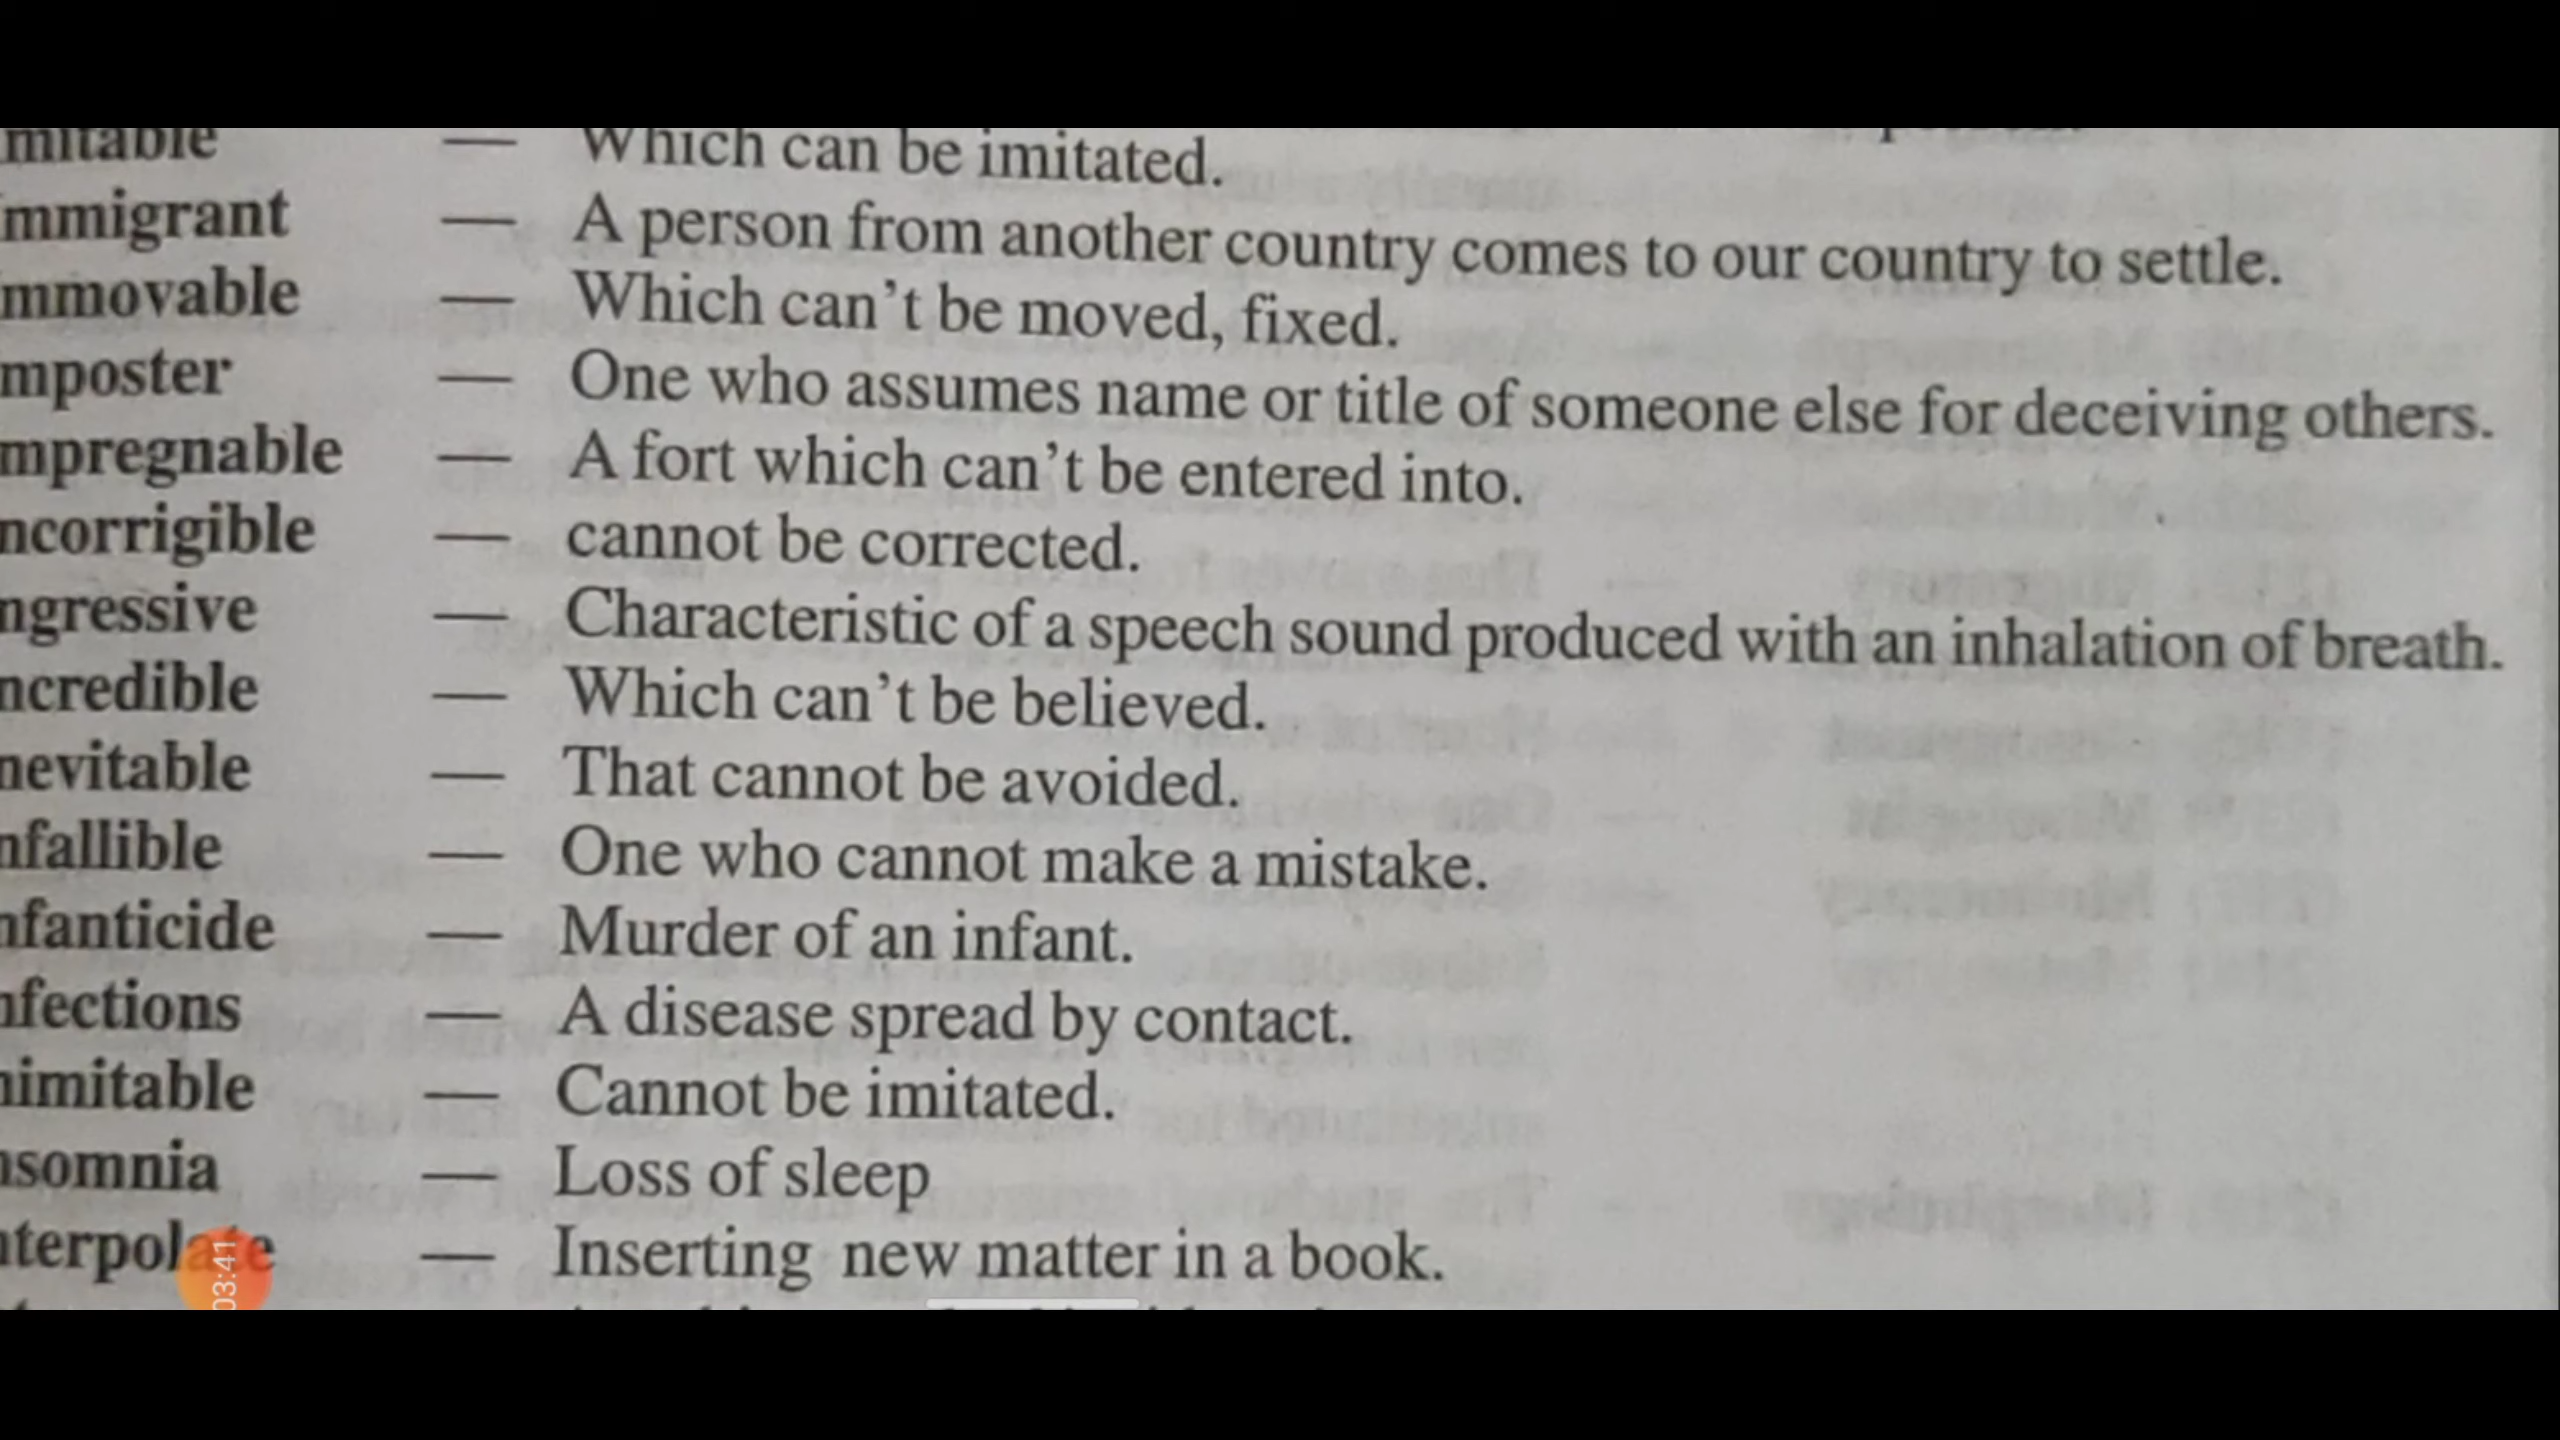 mitable — Which can be imitated.
mmigrant — A person from another country comes to our country to settle.
mmovable — Which can't be moved, fixed.
mposter — One who assumes name or title of someone else for deceiving others.
mpregnable — A fort which can't be entered into.
ncorrigible — cannot be corrected.
ngressive — Characteristic of a speech sound produced with an inhalation of breath.
ncredible — Which can't be believed.
nevitable — That cannot be avoided.
nfallible — One who cannot make a mistake.
nfanticide — Murder of an infant.
nfections — A disease spread by contact.
nimitable — Cannot be imitated.
nsomnia — Loss of sleep
nterpolate — Inserting new matter in a book.
03:41